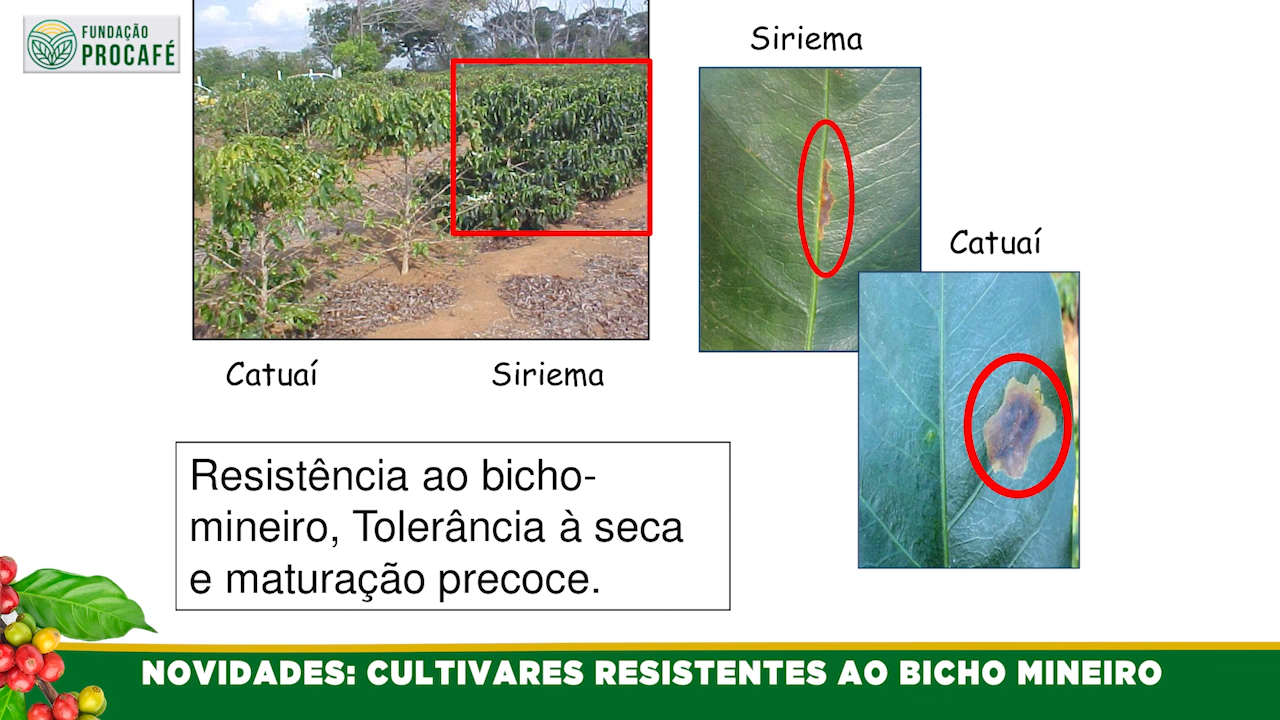 FUNDAÇÃO
PROCAFÉ
Siriema
Catuaí
Catuaí
Siriema
Resistência ao bicho-
mineiro, Tolerância à seca
e maturação precoce.
NOVIDADES: CULTIVARES RESISTENTES AO BICHO MINEIRO